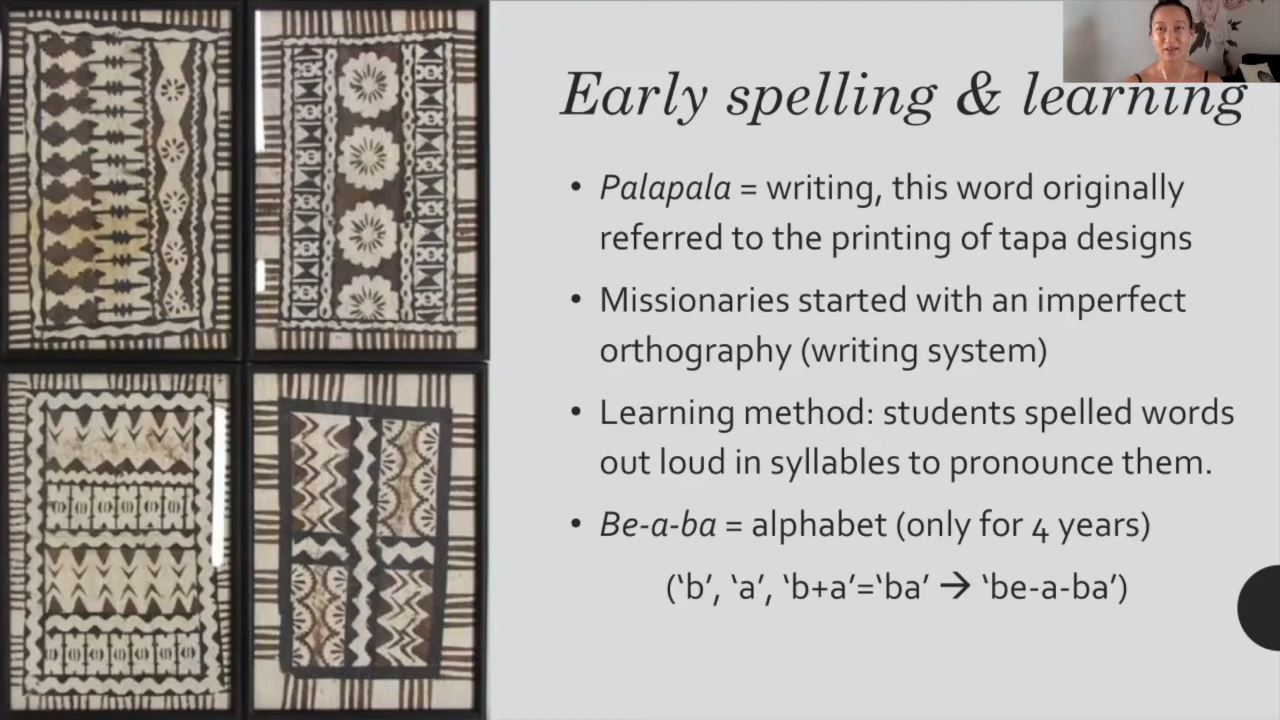 Early spelling & learning
• Palapala = writing, this word originally
referred to the printing of tapa designs
• Missionaries started with an imperfect
orthography (writing system)
• Learning method: students spelled words
out loud in syllables to pronounce them.
• Be-a-ba = alphabet (only for 4 years)
(‘b’, ‘a’, ‘b+a’=‘ba’ → ‘be-a-ba’)